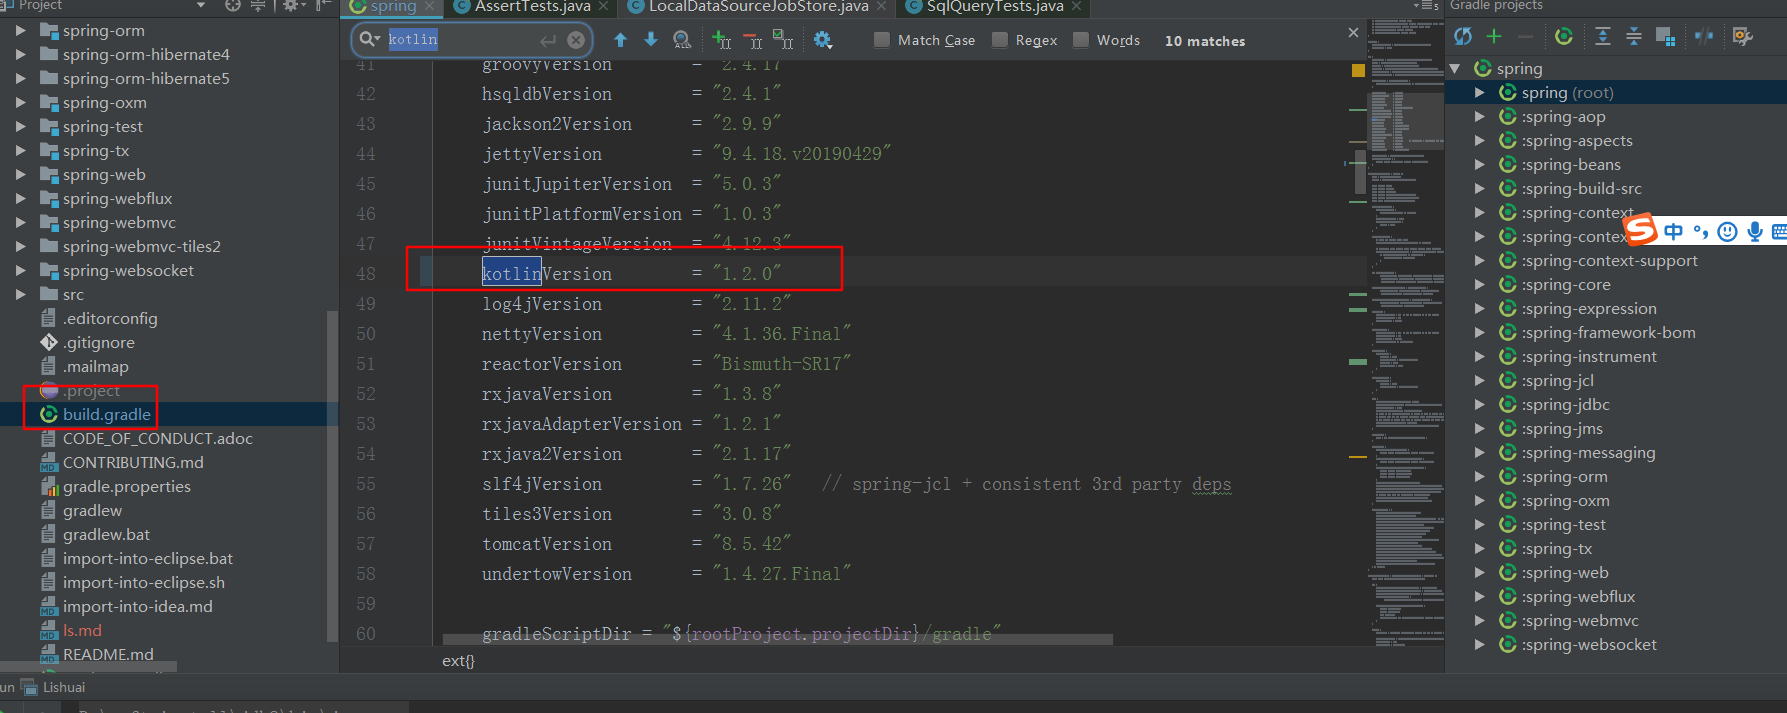 Project
spring
AssertTests.java
LocalDataSourceJobStore.java
SqlQueryTests.java
5
Gradle projects
kotlin
Match Case
Regex
Words
10 matches
spring-orm
spring-orm-hibernate4
spring-orm-hibernate5
spring-oxm
spring-test
spring-tx
spring-web
spring-webflux
spring-webmvc
spring-webmvc-tiles2
spring-websocket
src
.editorconfig
.gitignore
.mailmap
.project
build.gradle
CODE_OF_CONDUCT.adoc
CONTRIBUTING.md
gradle.properties
gradlew
gradlew.bat
import-into-eclipse.bat
import-into-eclipse.sh
import-into-idea.md
ls.md
README.md
41 groovyVersion = "2.4.17"
42 hsqldbVersion = "2.4.1"
43 jackson2Version = "2.9.9"
44 jettyVersion = "9.4.18.v20190429"
45 junitJupiterVersion = "5.0.3"
46 junitPlatformVersion = "1.0.3"
47 junitVintageVersion = "4.12.3"
48 kotlinVersion = "1.2.0"
49 log4jVersion = "2.11.2"
50 nettyVersion = "4.1.36.Final"
51 reactorVersion = "Bismuth-SR17"
52 rxjavaVersion = "1.3.8"
53 rxjavaAdapterVersion = "1.2.1"
54 rxjava2Version = "2.1.17"
55 slf4jVersion = "1.7.26" // spring-jcl + consistent 3rd party deps
56 tiles3Version = "3.0.8"
57 tomcatVersion = "8.5.42"
58 undertowVersion = "1.4.27.Final"
59
60 gradleScriptDir = "${rootProject.projectDir}/gradle"
ext{}
spring
spring (root)
:spring-aop
:spring-aspects
:spring-beans
:spring-build-src
:spring-context
:spring-contex
:spring-context-support
:spring-core
:spring-expression
:spring-framework-bom
:spring-instrument
:spring-jcl
:spring-jdbc
:spring-jms
:spring-messaging
:spring-orm
:spring-oxm
:spring-test
:spring-tx
:spring-web
:spring-webflux
:spring-webmvc
:spring-websocket
S 中
un Lishuai